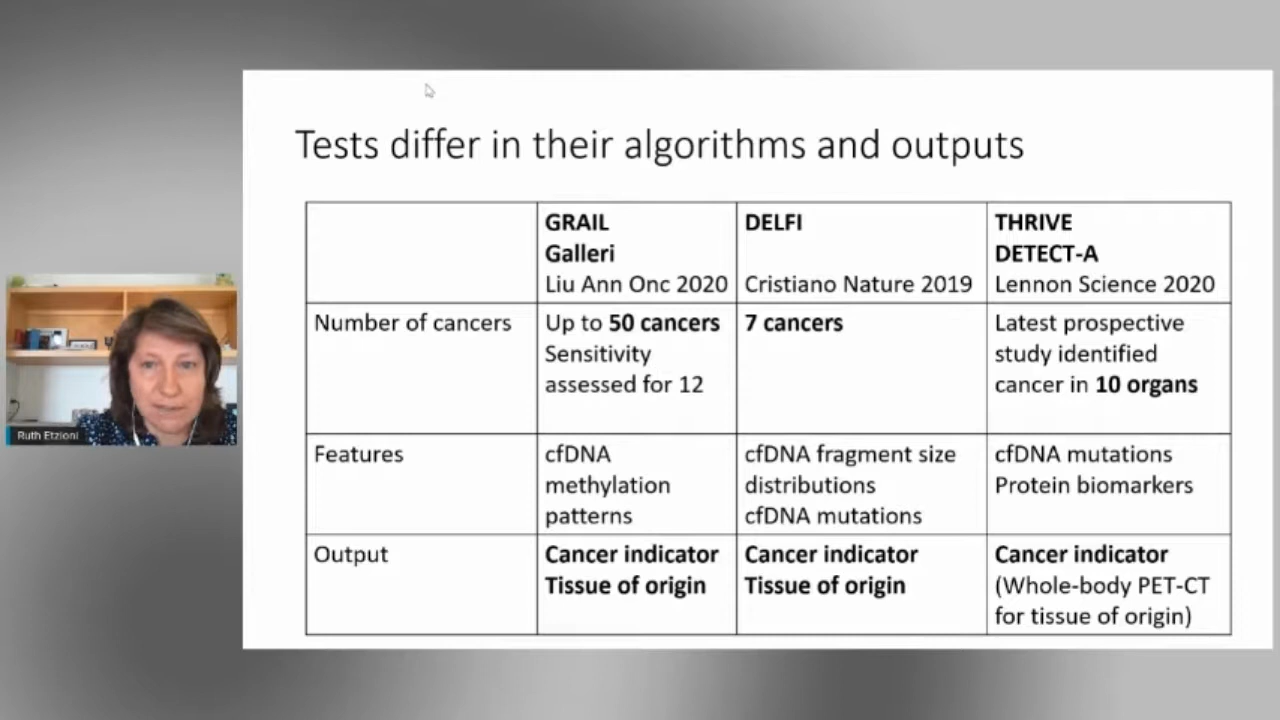 Tests differ in their algorithms and outputs
GRAIL
Galleri
Liu Ann Onc 2020
DELFI
Cristiano Nature 2019
THRIVE
DETECT-A
Lennon Science 2020
Number of cancers
Up to 50 cancers
Sensitivity
assessed for 12
7 cancers
Latest prospective
study identified
cancer in 10 organs
Features
cfDNA
methylation
patterns
cfDNA fragment size
distributions
cfDNA mutations
cfDNA mutations
Protein biomarkers
Output
Cancer indicator
Tissue of origin
Cancer indicator
Tissue of origin
Cancer indicator
(Whole-body PET-CT
for tissue of origin)
Ruth Etzioni